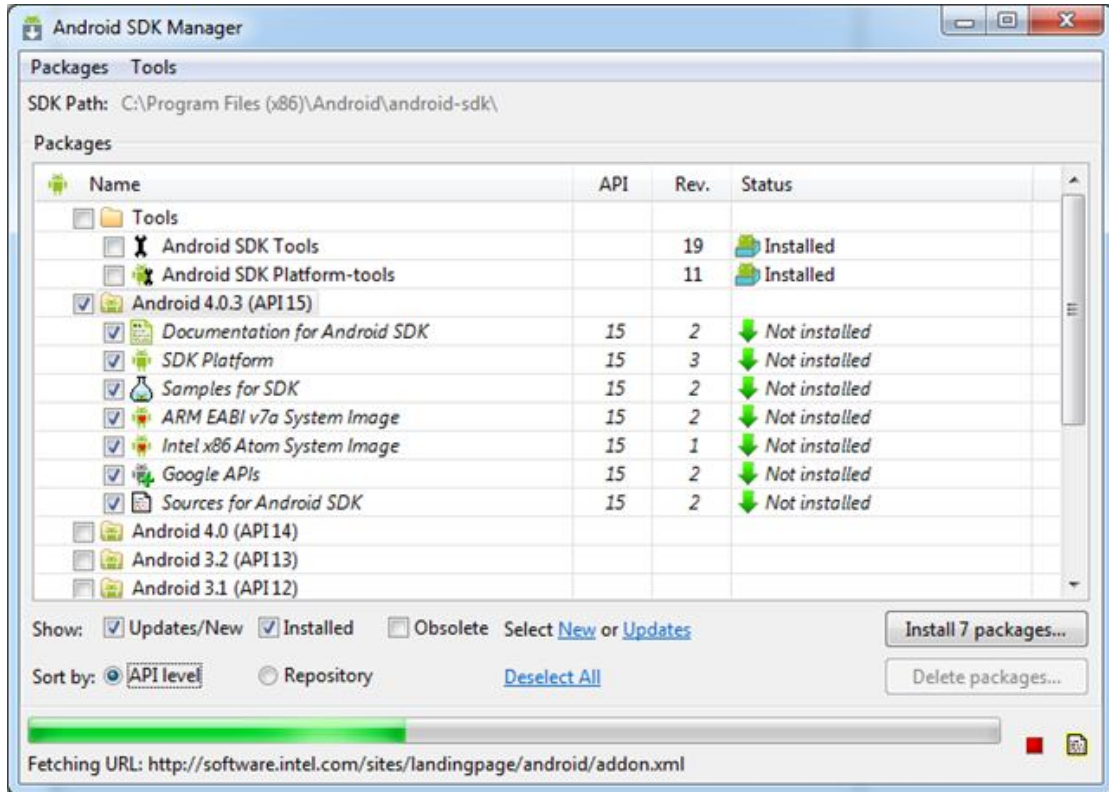 Android SDK Manager
Packages Tools
SDK Path: C:\Program Files (x86)\Android\android-sdk\
Packages
Name API Rev. Status
Tools
Android SDK Tools 19 Installed
Android SDK Platform-tools 11 Installed
Android 4.0.3 (API 15)
Documentation for Android SDK 15 2 Not installed
SDK Platform 15 3 Not installed
Samples for SDK 15 2 Not installed
ARM EABI v7a System Image 15 2 Not installed
Intel x86 Atom System Image 15 1 Not installed
Google APIs 15 2 Not installed
Sources for Android SDK 15 2 Not installed
Android 4.0 (API 14)
Android 3.2 (API 13)
Android 3.1 (API 12)
Show: Updates/New Installed Obsolete Select New or Updates Install 7 packages...
Sort by: API level Repository Deselect All Delete packages...
Fetching URL: http://software.intel.com/sites/landingpage/android/addon.xml